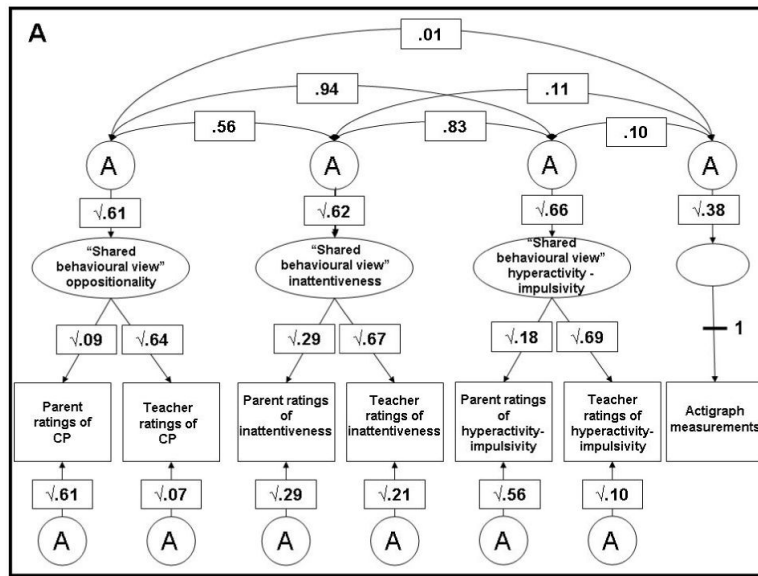 A
.01
.94
.11
.56
.83
.10
A
A
A
A
√.61
√.62
√.66
√.38
"Shared
behavioural view"
oppositionality
"Shared
behavioural view"
inattentiveness
"Shared
behavioural view"
hyperactivity -
impulsivity
√.09
√.64
√.29
√.67
√.18
√.69
1
Parent
ratings of
CP
Teacher
ratings of
CP
Parent ratings
of
inattentiveness
Teacher
ratings of
inattentiveness
Parent ratings
of
hyperactivity-
impulsivity
Teacher
ratings of
hyperactivity-
impulsivity
Actigraph
measurements
√.61
√.07
√.29
√.21
√.56
√.10
A
A
A
A
A
A